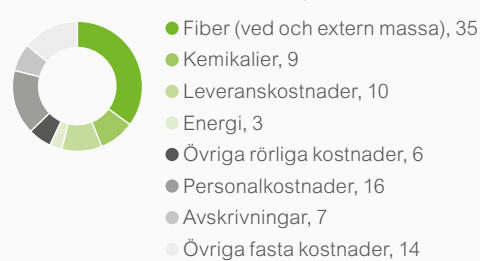 Fiber (ved och extern massa), 35
Kemikalier, 9
Leveranskostnader, 10
Energi, 3
Övriga rörliga kostnader, 6
Personalkostnader, 16
Avskrivningar, 7
Övriga fasta kostnader, 14